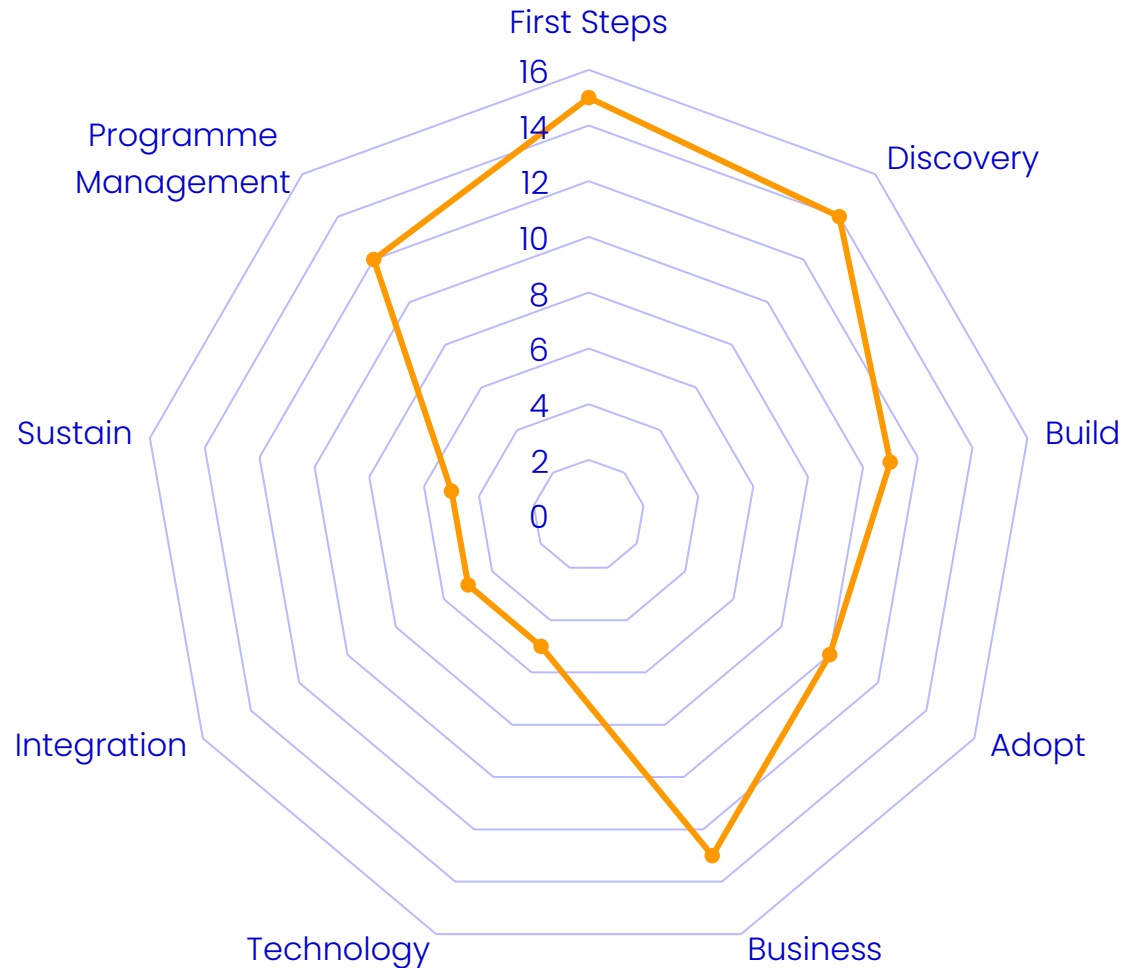 First Steps
16
14
12
10
8
6
4
2
0
Programme
Management
Discovery
Sustain
Build
Integration
Adopt
Technology
Business